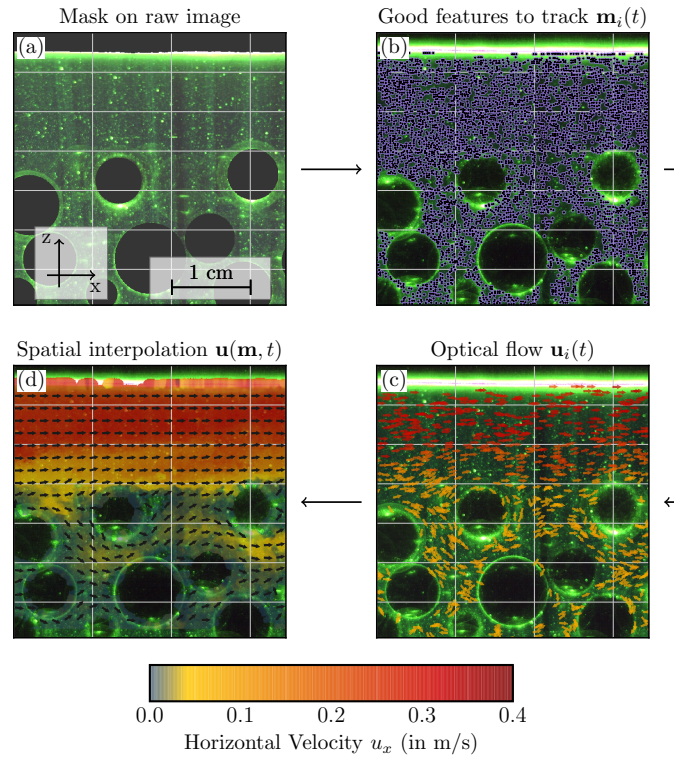 Mask on raw image
Good features to track m_i(t)
(a)
(b)
z
x
1 cm
Spatial interpolation u(m, t)
Optical flow u_i(t)
(d)
(c)
0.0 0.1 0.2 0.3 0.4
Horizontal Velocity u_x (in m/s)